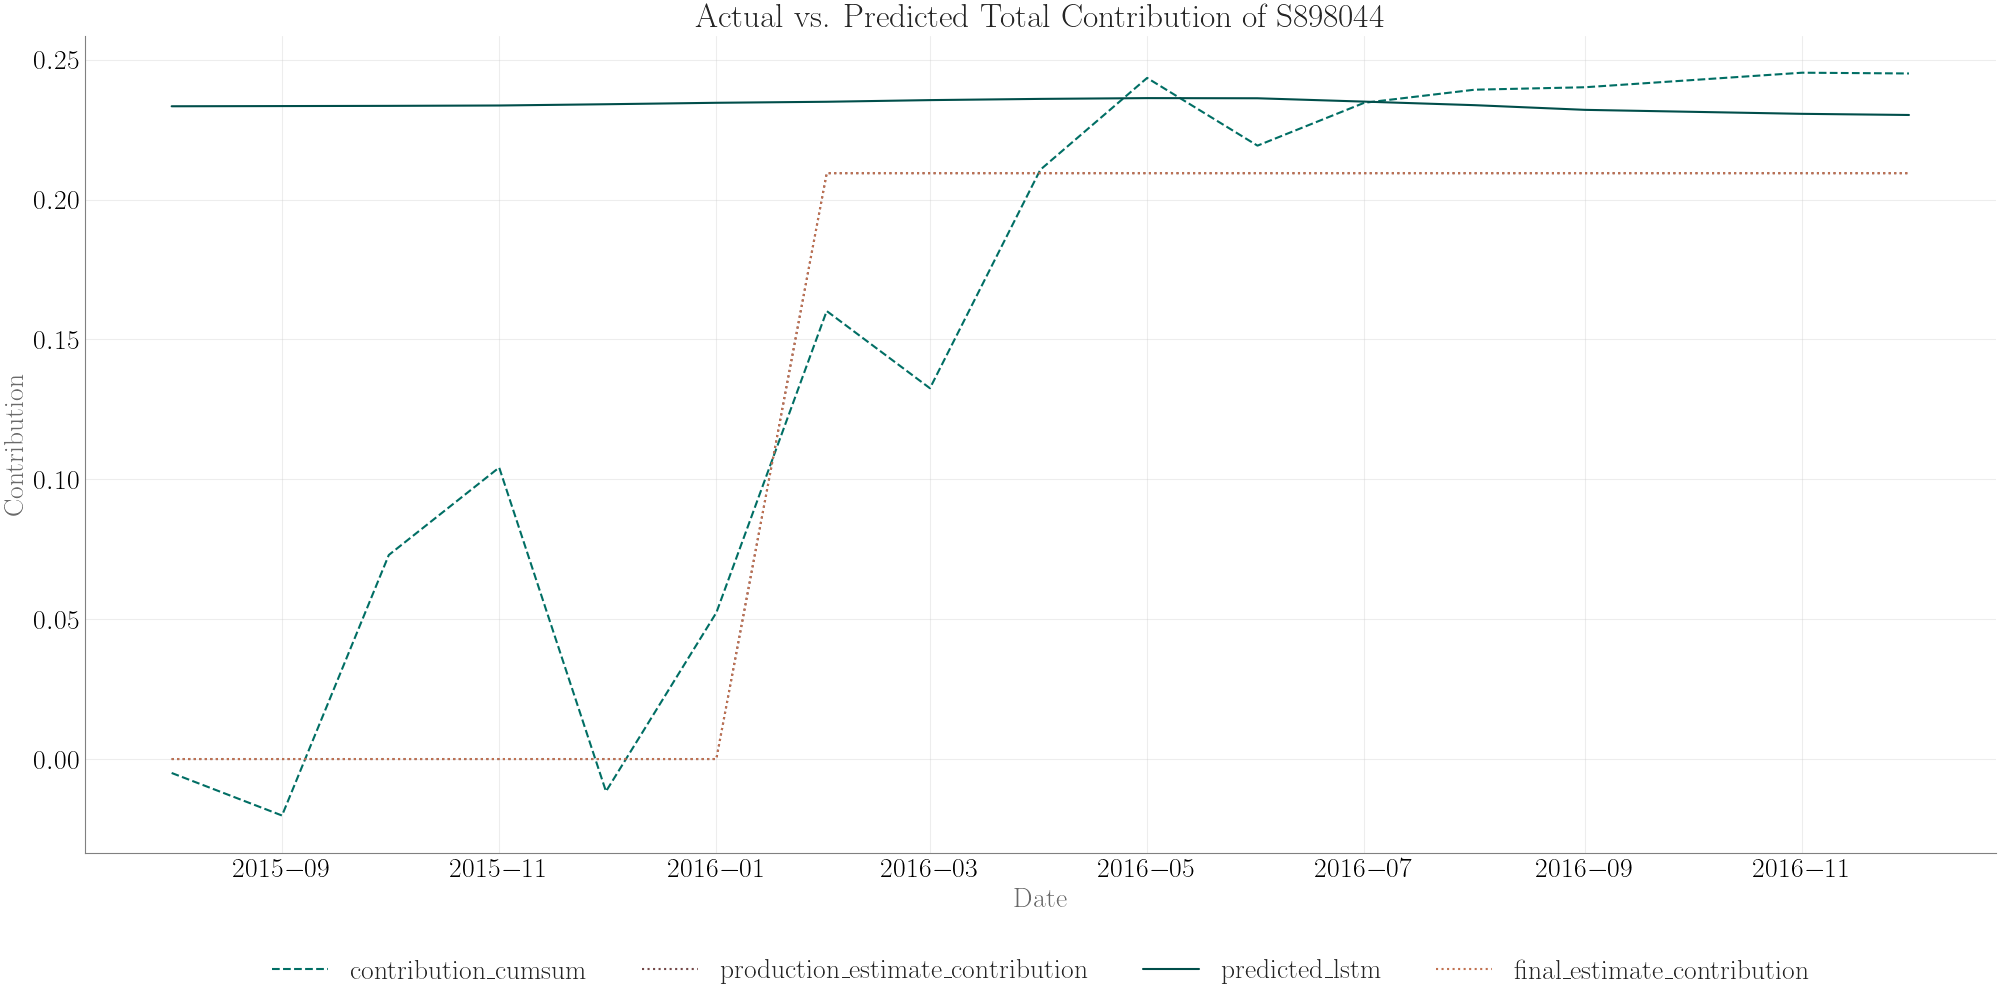 Actual vs. Predicted Total Contribution of S898044
0.25
0.20
0.15
0.10
0.05
0.00
Contribution
2015–09 2015–11 2016–01 2016–03 2016–05 2016–07 2016–09 2016–11
Date
contribution_cumsum production_estimate_contribution predicted_lstm final_estimate_contribution